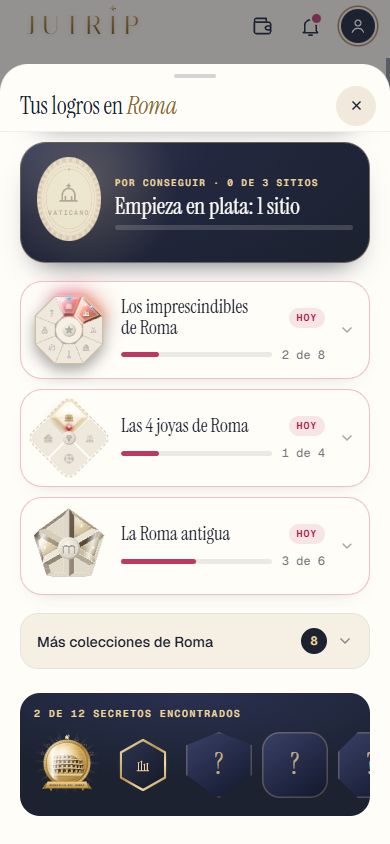 JUTRIP
Tus logros en Roma
VATICANO
POR CONSEGUIR · 0 DE 3 SITIOS
Empieza en plata: 1 sitio
Los imprescindibles
de Roma
HOY
2 de 8
Las 4 joyas de Roma
HOY
1 de 4
La Roma antigua
HOY
3 de 6
m
Más colecciones de Roma
8
2 DE 12 SECRETOS ENCONTRADOS
? ? ?